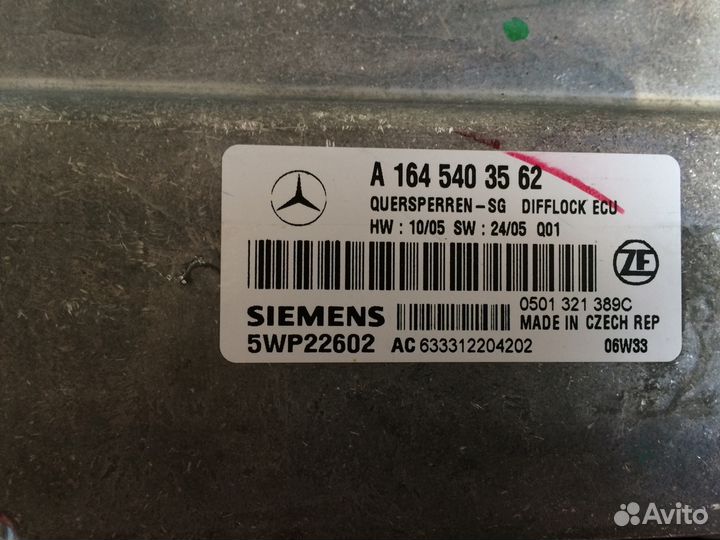 A 164 540 35 62
QUERSPERREN-SG DIFFLOCK ECU
HW : 10/05 SW : 24/05 Q01
ZF
0501 321 389C
SIEMENS
MADE IN CZECH REP
5WP22602 AC 633312204202 06W33
Avito